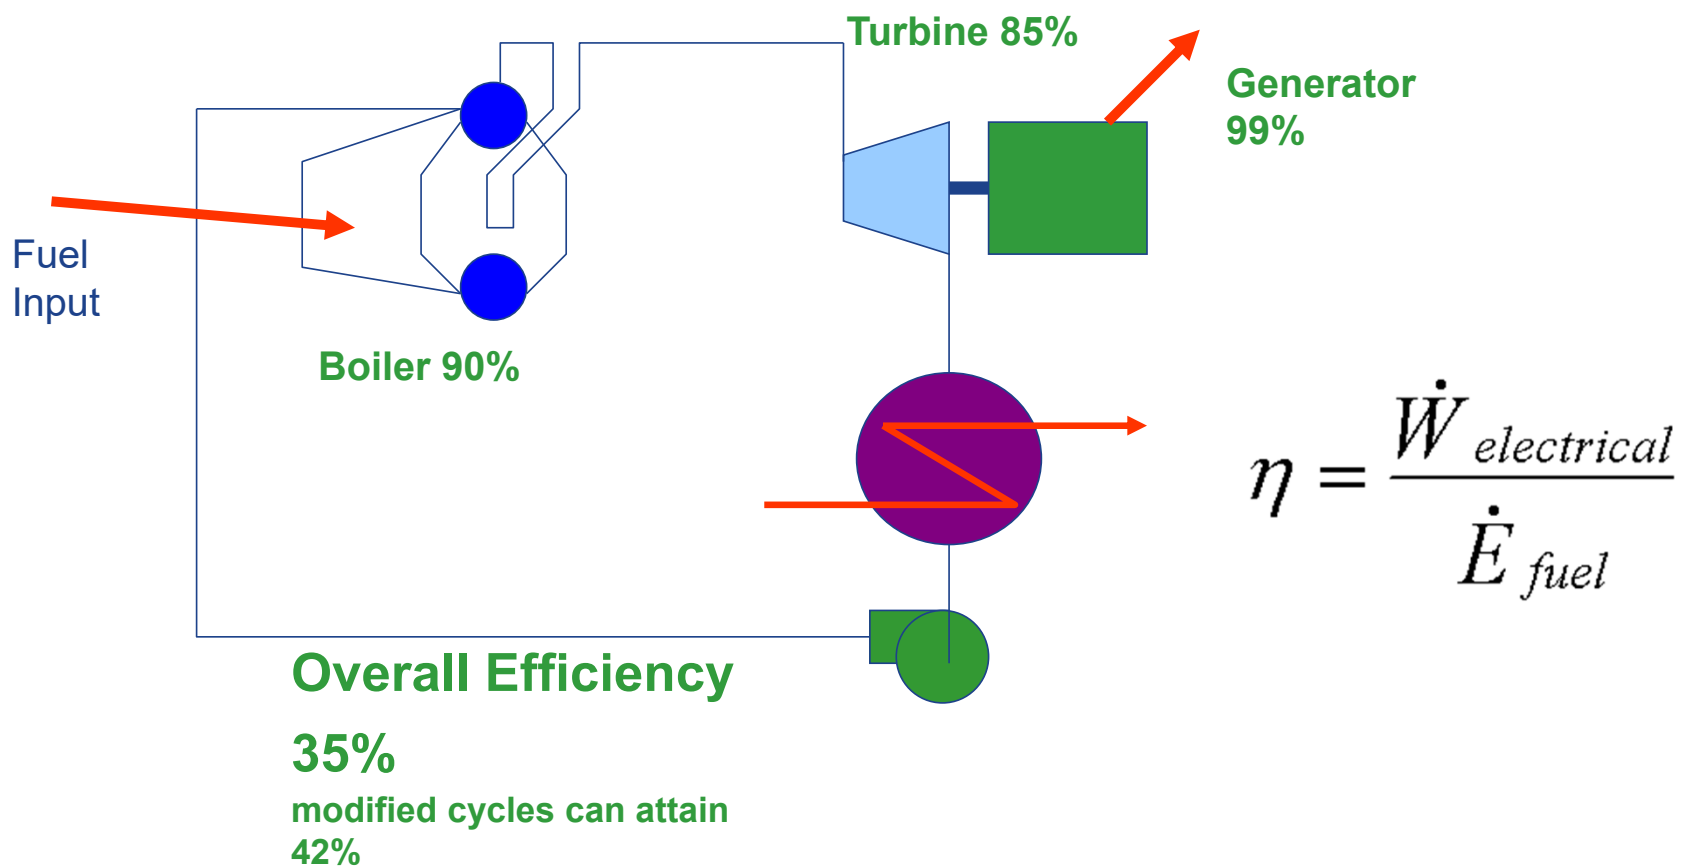 Turbine 85%
Generator
99%
Fuel
Input
Boiler 90%
η = Ẇ electrical / Ė fuel
Overall Efficiency
35%
modified cycles can attain
42%